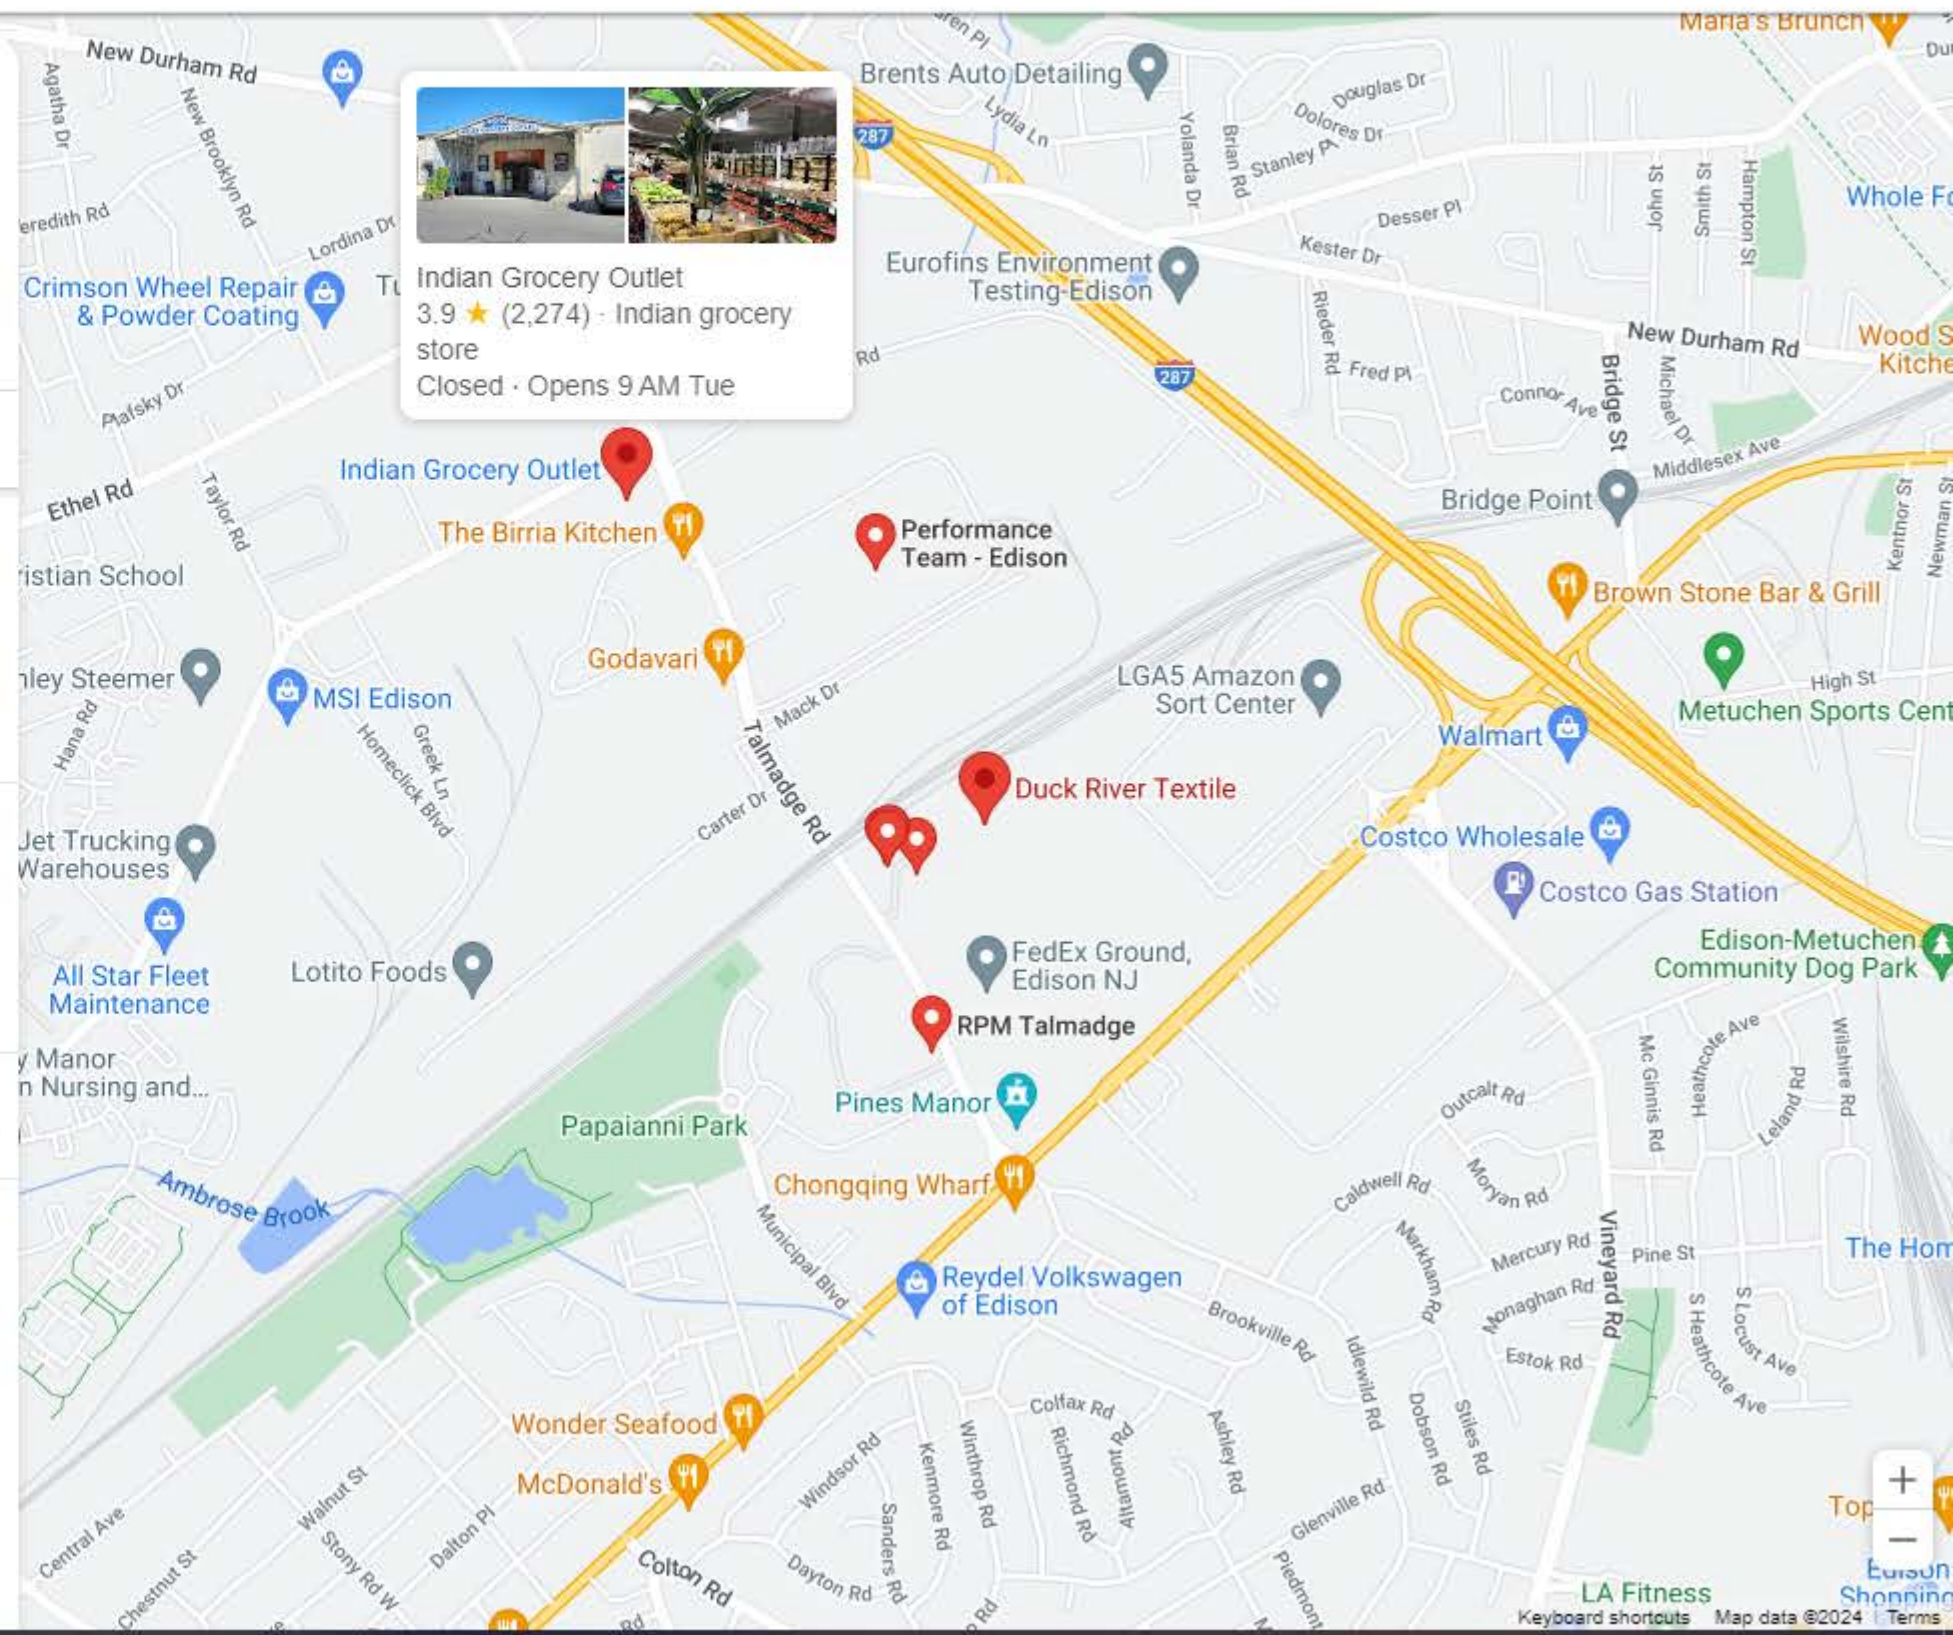 Maria's Brunch
New Durham Rd
Brents Auto Detailing
Agatha Dr
New Brooklyn Rd
Lydia Ln
Douglas Dr
Dolores Dr
Stanley Pl
Yolanda Dr
Brian Rd
287
John St
Smith St
Hampton St
Whole Fo
eredith Rd
Lordina Dr
Desser Pl
Kester Dr
Crimson Wheel Repair
& Powder Coating
Tu
Indian Grocery Outlet
3.9 ★ (2,274) · Indian grocery
store
Closed · Opens 9 AM Tue
Eurofins Environment
Testing-Edison
Rieder Rd
New Durham Rd
Wood S
Kitche
287
Rd
Fred Pl
Bridge St
Michael Dr
Connor Ave
Plafsky Dr
Middlesex Ave
Indian Grocery Outlet
Ethel Rd
Taylor Rd
Bridge Point
Kentnor St
Newman St
The Birria Kitchen
Performance
Team - Edison
ristian School
Brown Stone Bar & Grill
Godavari
nley Steemer
MSI Edison
Mack Dr
LGA5 Amazon
Sort Center
High St
Metuchen Sports Cent
Hana Rd
Homeclick Blvd
Greek Ln
Talmadge Rd
Walmart
Carter Dr
Duck River Textile
Jet Trucking
Warehouses
Costco Wholesale
Costco Gas Station
All Star Fleet
Maintenance
Lotito Foods
FedEx Ground,
Edison NJ
Edison-Metuchen
Community Dog Park
RPM Talmadge
y Manor
n Nursing and...
Pines Manor
Papaianni Park
Outcalt Rd
Mc Ginnis Rd
Heathcote Ave
Leland Rd
Wilshire Rd
Ambrose Brook
Chongqing Wharf
Caldwell Rd
Moryan Rd
Municipal Blvd
Markham Rd
Mercury Rd
Vineyard Rd
Pine St
The Hom
Reydel Volkswagen
of Edison
Monaghan Rd
Brookville Rd
Idlewild Rd
Estok Rd
S Heathcote Ave
S Locust Ave
Wonder Seafood
Colfax Rd
Altamont Rd
Ashley Rd
Dobson Rd
Stiles Rd
McDonald's
Windsor Rd
Kenmore Rd
Winthrop Rd
Richmond Rd
Walnut St
Glenville Rd
Top
Central Ave
Chestnut St
Stony Rd W
Dalton Pl
Colton Rd
Dayton Rd
Sanders Rd
Piedmont
Rd
Rd
LA Fitness
Edison
Shopping
Keyboard shortcuts Map data ©2024 Terms